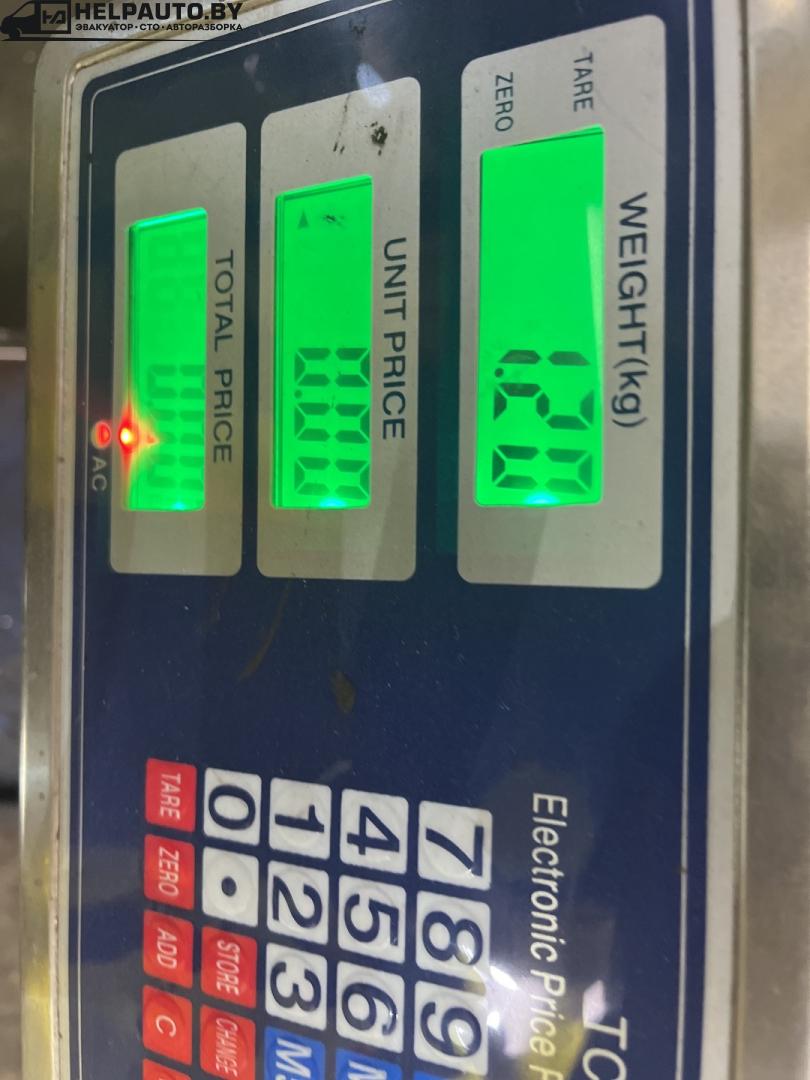 HELPAUTO.BY
ЭВАКУАТОР•СТО•АВТОРАЗБОРКА
WEIGHT(kg)
TARE
ZERO
1.20
UNIT PRICE
0.00
TOTAL PRICE
AC
Electronic Price
7 8 9
4 5 6
1 2 3
0 • STORE CHANGE
TARE ZERO ADD C